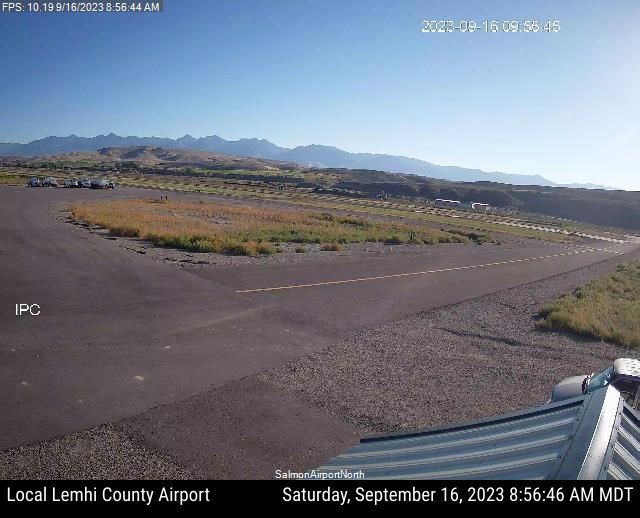 FPS: 10.19 9/16/2023 8:56:44 AM
2023-09-16 09:55:45
IPC
SalmonAirportNorth
Local Lemhi County Airport
Saturday, September 16, 2023 8:56:46 AM MDT